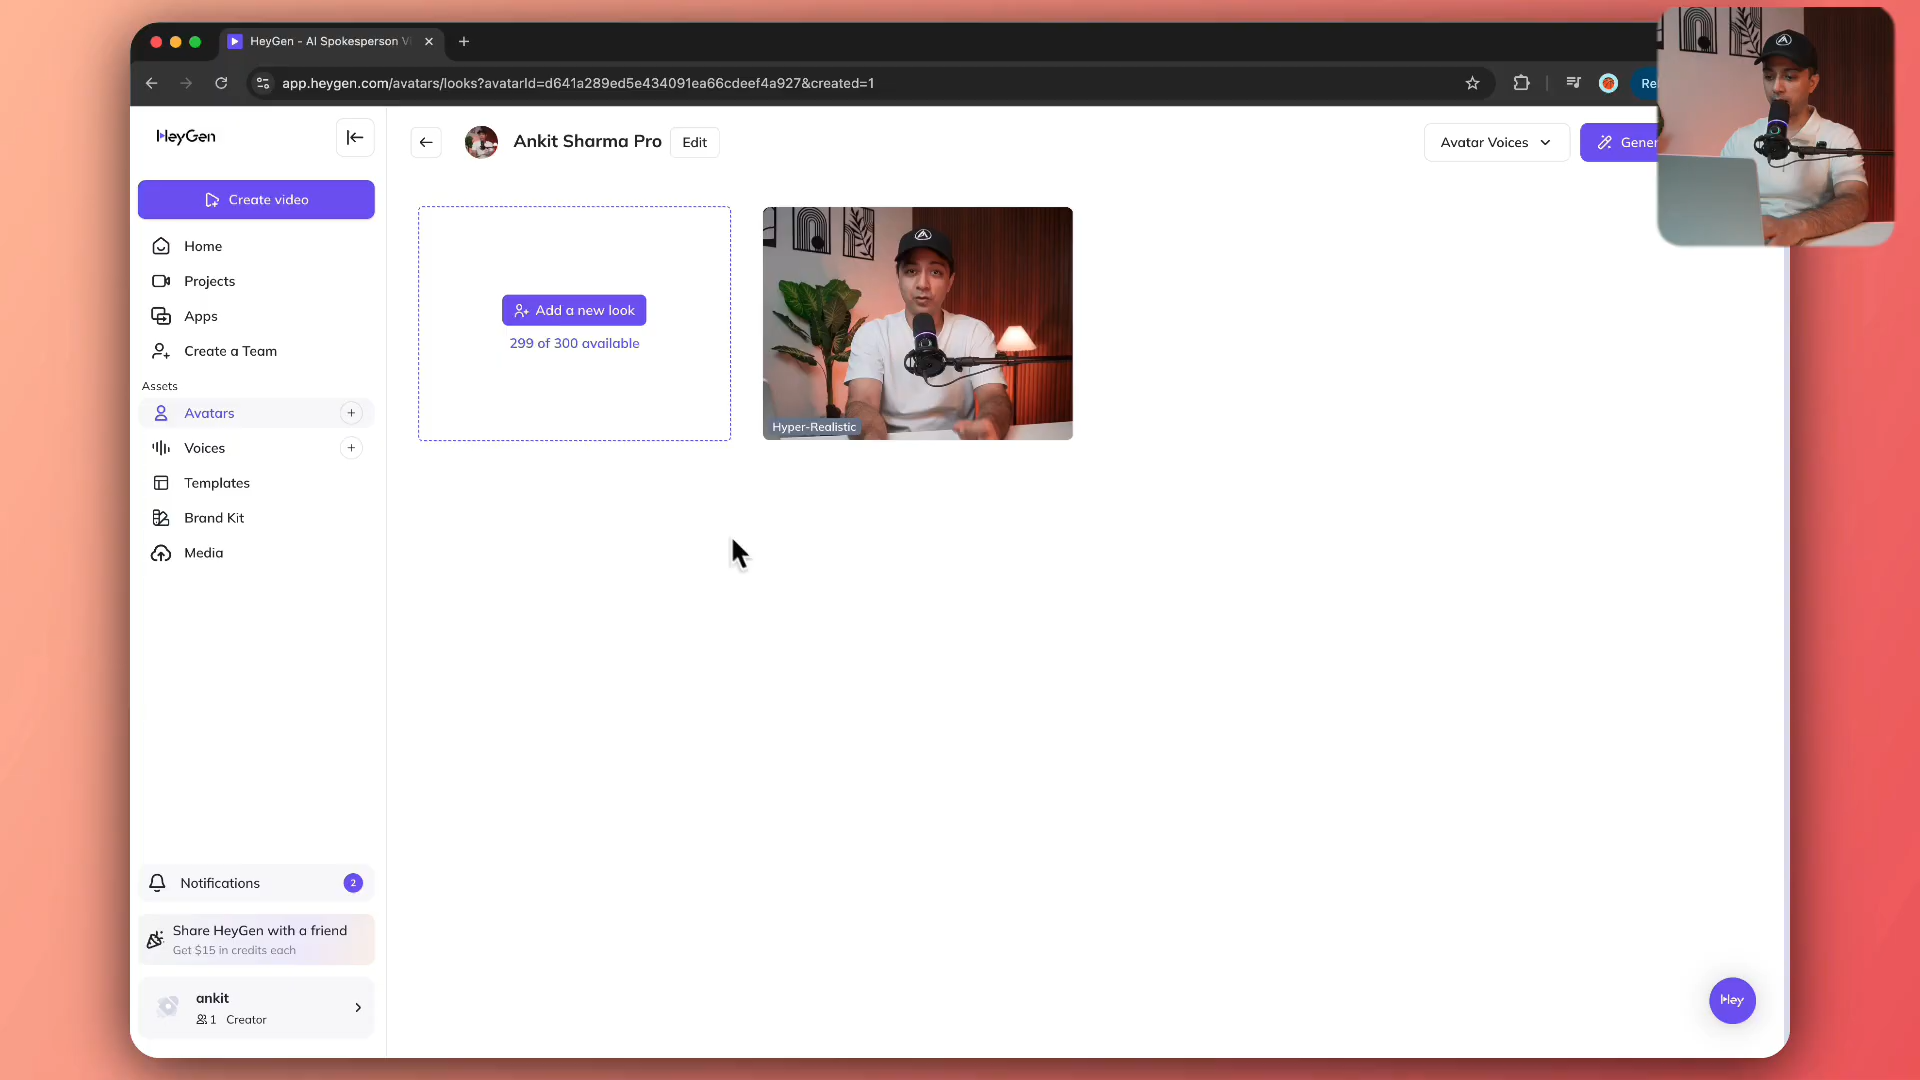 HeyGen - AI Spokesperson Vi
app.heygen.com/avatars/looks?avatarId=d641a289ed5e434091ea66cdeef4a927&created=1
HeyGen
Ankit Sharma Pro
Edit
Avatar Voices
Create video
Home
Projects
Apps
Create a Team
Assets
Avatars
Voices
Templates
Brand Kit
Media
Add a new look
299 of 300 available
Hyper-Realistic
Notifications
2
Share HeyGen with a friend
Get $15 in credits each
ankit
1 Creator
Hey